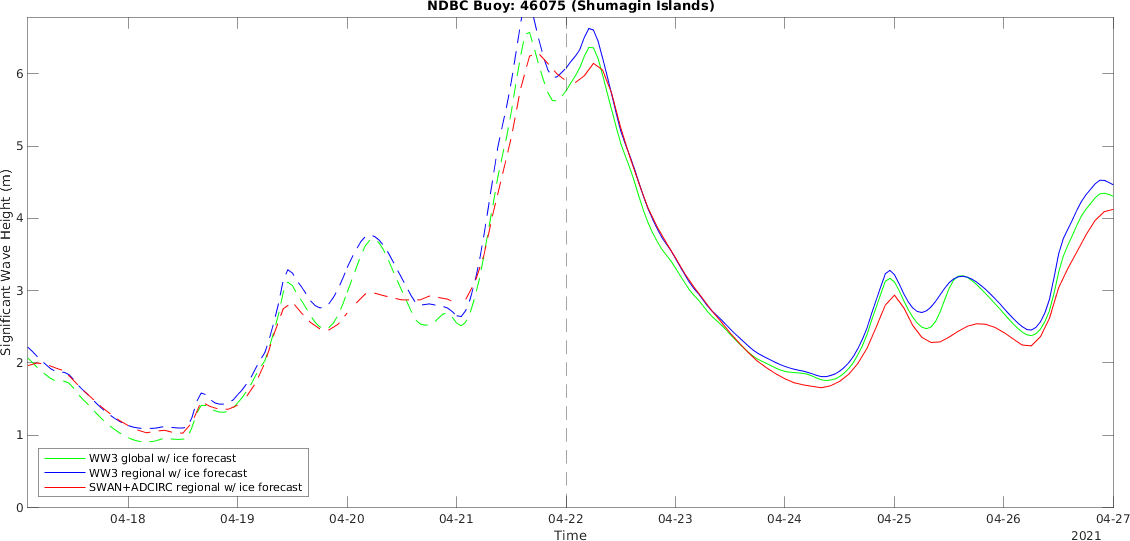 NDBC Buoy: 46075 (Shumagin Islands)
Significant Wave Height (m)
6
5
4
3
2
1
0
WW3 global w/ ice forecast
WW3 regional w/ ice forecast
SWAN+ADCIRC regional w/ ice forecast
04-18 04-19 04-20 04-21 04-22 04-23 04-24 04-25 04-26 04-27
Time
2021